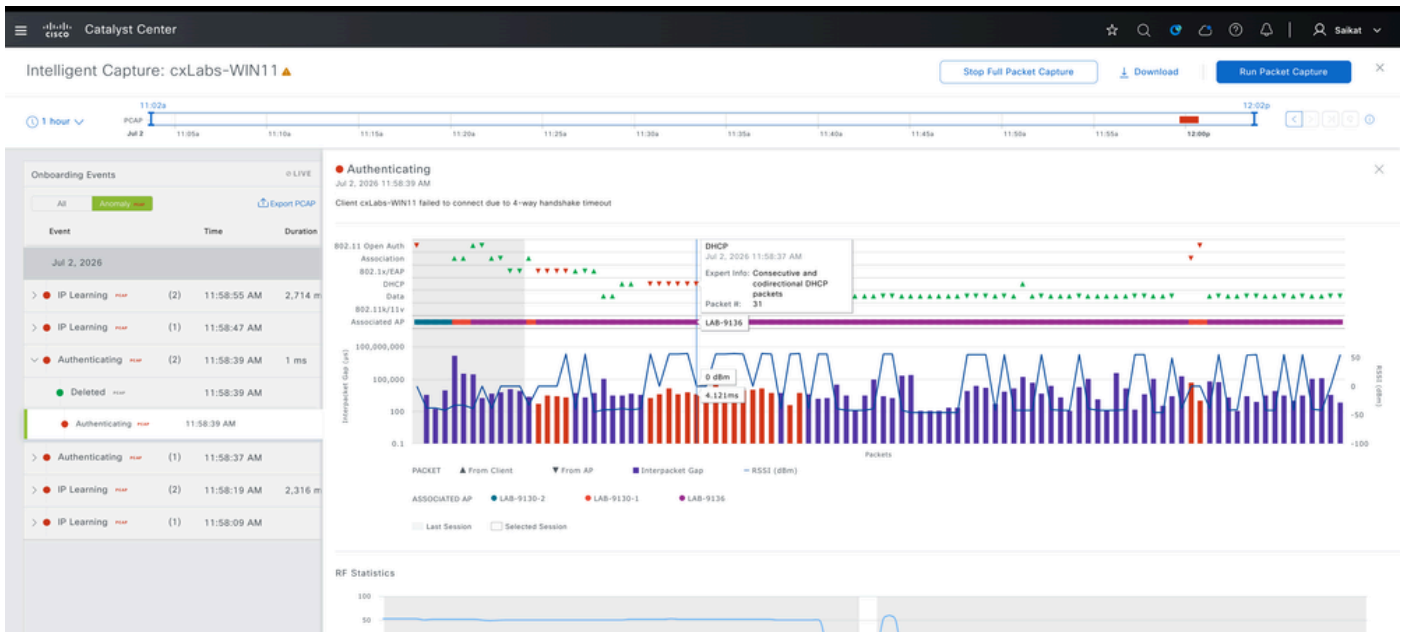 cisco Catalyst Center
Saikat
Intelligent Capture: cxLabs-WIN11
Stop Full Packet Capture
Download
Run Packet Capture
1 hour
11:02a
12:02p
PCAP
Jul 2
11:05a 11:10a 11:15a 11:20a 11:25a 11:30a 11:35a 11:40a 11:45a 11:50a 11:55a 12:00p
Onboarding Events
LIVE
All
Anomaly PCAP
Export PCAP
Event Time Duration
Jul 2, 2026
IP Learning PCAP (2) 11:58:55 AM 2,714 m
IP Learning PCAP (1) 11:58:47 AM
Authenticating PCAP (2) 11:58:39 AM 1 ms
Deleted PCAP 11:58:39 AM
Authenticating PCAP 11:58:39 AM
Authenticating PCAP (1) 11:58:37 AM
IP Learning PCAP (2) 11:58:19 AM 2,316 m
IP Learning PCAP (1) 11:58:09 AM
Authenticating
Jul 2, 2026 11:58:39 AM
Client cxLabs-WIN11 failed to connect due to 4-way handshake timeout
802.11 Open Auth
Association
802.1x/EAP
DHCP
Data
802.11k/11v
Associated AP
DHCP
Jul 2, 2026 11:58:37 AM
Expert Info: Consecutive and
codirectional DHCP
packets
Packet #: 31
LAB-9136
0 dBm
4.121ms
Interpacket Gap (µs)
100,000,000
100,000
100
0.1
RSSI (dBm)
50
0
-50
-100
Packets
PACKET From Client From AP Interpacket Gap RSSI (dBm)
ASSOCIATED AP LAB-9130-2 LAB-9130-1 LAB-9136
Last Session Selected Session
RF Statistics
100
50